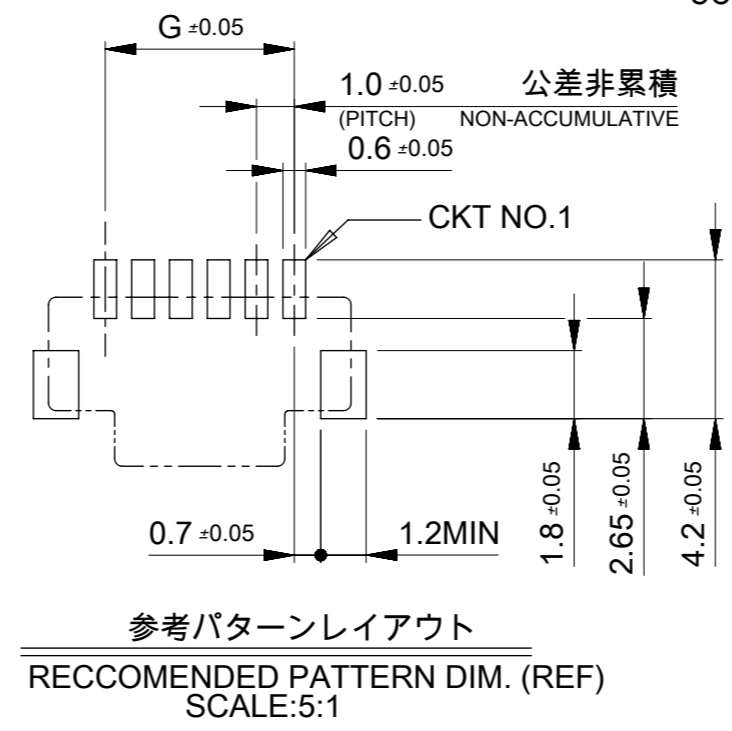 G ±0.05
1.0 ±0.05 公差非累積
(PITCH) NON-ACCUMULATIVE
0.6 ±0.05
CKT NO.1
0.7 ±0.05
1.2MIN
1.8 ±0.05
2.65 ±0.05
4.2 ±0.05
参考パターンレイアウト
RECCOMENDED PATTERN DIM. (REF)
SCALE:5:1